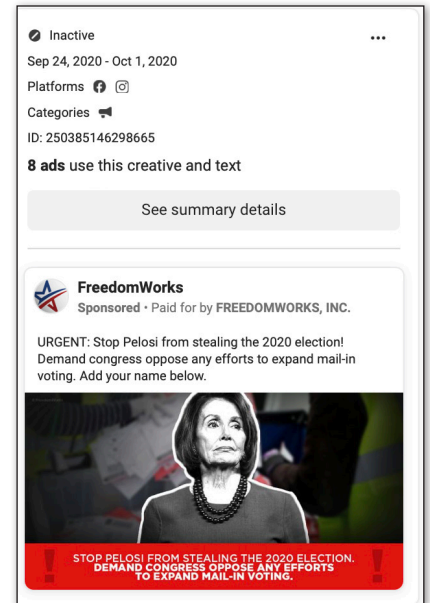 Inactive
Sep 24, 2020 - Oct 1, 2020
Platforms
Categories
ID: 250385146298665
8 ads use this creative and text
See summary details
FreedomWorks
Sponsored • Paid for by FREEDOMWORKS, INC.
URGENT: Stop Pelosi from stealing the 2020 election!
Demand congress oppose any efforts to expand mail-in
voting. Add your name below.
! STOP PELOSI FROM STEALING THE 2020 ELECTION. !
DEMAND CONGRESS OPPOSE ANY EFFORTS
TO EXPAND MAIL-IN VOTING.